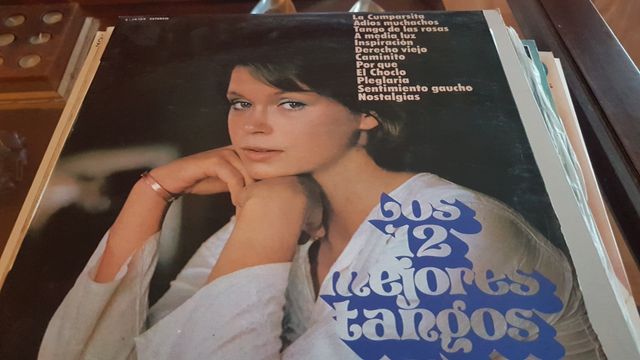 La Cumparsita
Adios muchachos
Tango de las rosas
A media luz
Inspiración
Derecho viejo
Caminito
Por que
El Choclo
Pleglaria
Sentimiento gaucho
Nostalgias
Los
12
mejores
tangos